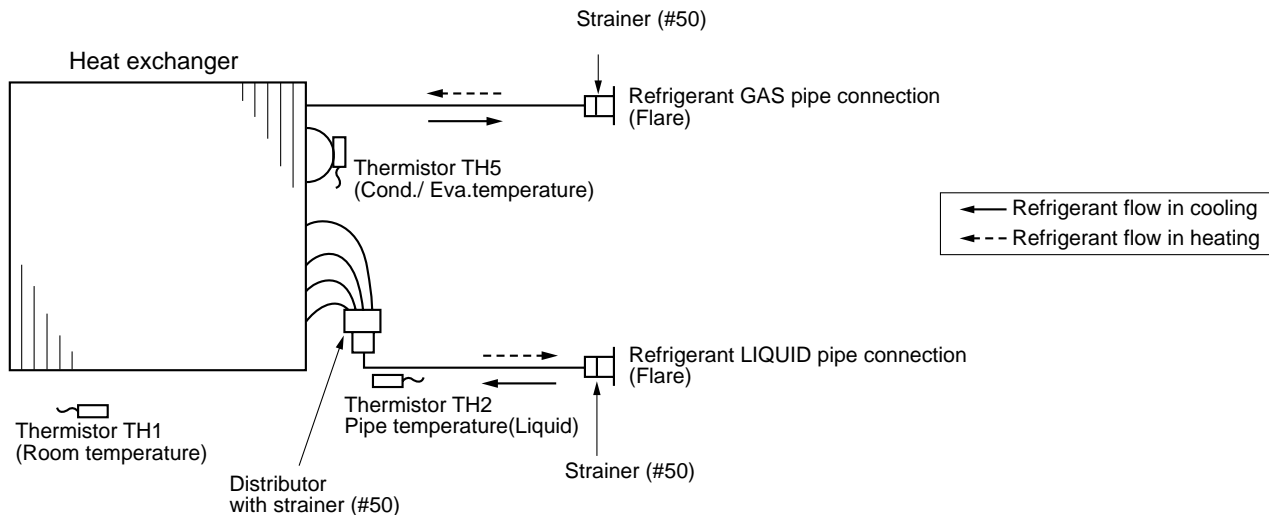 Strainer (#50)
Heat exchanger
Refrigerant GAS pipe connection
(Flare)
Thermistor TH5
(Cond./ Eva.temperature)
Refrigerant flow in cooling
Refrigerant flow in heating
Refrigerant LIQUID pipe connection
(Flare)
Thermistor TH2
Pipe temperature(Liquid)
Thermistor TH1
(Room temperature)
Strainer (#50)
Distributor
with strainer (#50)